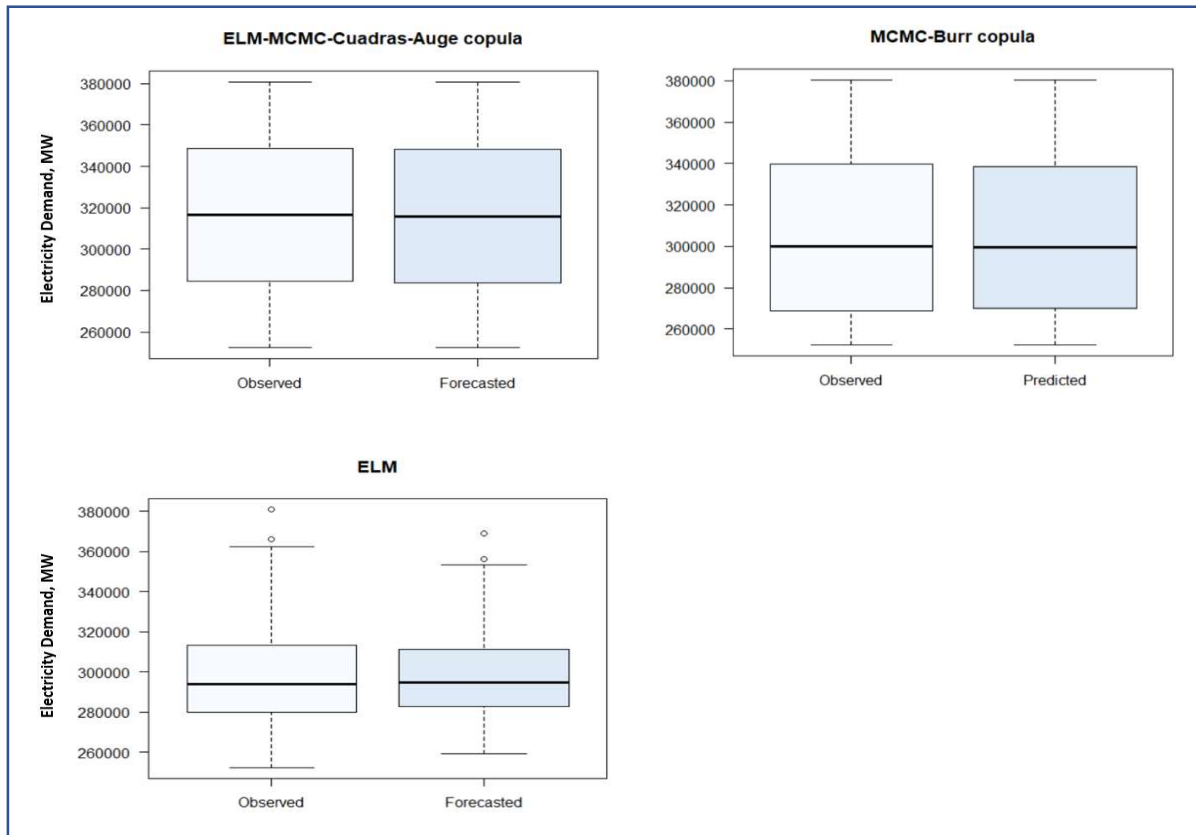 ELM-MCMC-Cuadras-Auge copula
Electricity Demand, MW
380000
360000
340000
320000
300000
280000
260000
Observed Forecasted
MCMC-Burr copula
380000
360000
340000
320000
300000
280000
260000
Observed Predicted
ELM
Electricity Demand, MW
380000
360000
340000
320000
300000
280000
260000
Observed Forecasted